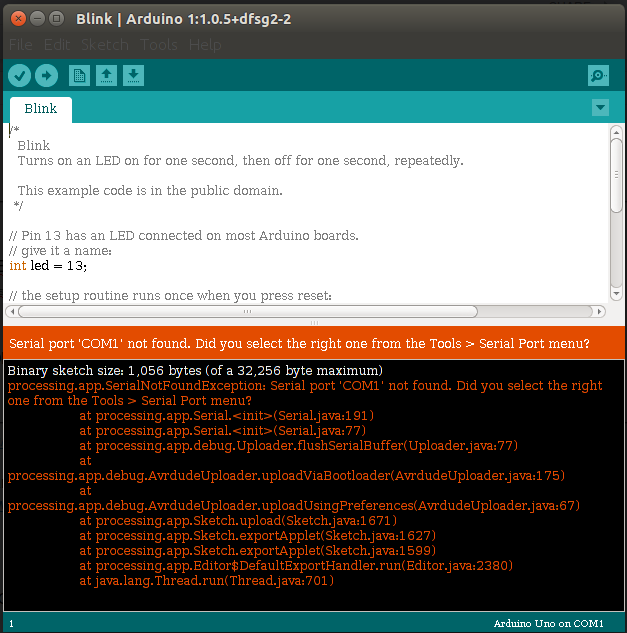 Blink | Arduino 1:1.0.5+dfsg2-2
File Edit Sketch Tools Help
Blink
/*
Blink
Turns on an LED on for one second, then off for one second, repeatedly.
This example code is in the public domain.
*/
// Pin 13 has an LED connected on most Arduino boards.
// give it a name:
int led = 13;
// the setup routine runs once when you press reset:
Serial port 'COM1' not found. Did you select the right one from the Tools > Serial Port menu?
Binary sketch size: 1,056 bytes (of a 32,256 byte maximum)
processing.app.SerialNotFoundException: Serial port 'COM1' not found. Did you select the right
one from the Tools > Serial Port menu?
at processing.app.Serial.<init>(Serial.java:191)
at processing.app.Serial.<init>(Serial.java:77)
at processing.app.debug.Uploader.flushSerialBuffer(Uploader.java:77)
at
processing.app.debug.AvrdudeUploader.uploadViaBootloader(AvrdudeUploader.java:175)
at
processing.app.debug.AvrdudeUploader.uploadUsingPreferences(AvrdudeUploader.java:67)
at processing.app.Sketch.upload(Sketch.java:1671)
at processing.app.Sketch.exportApplet(Sketch.java:1627)
at processing.app.Sketch.exportApplet(Sketch.java:1599)
at processing.app.Editor$DefaultExportHandler.run(Editor.java:2380)
at java.lang.Thread.run(Thread.java:701)
1
Arduino Uno on COM1